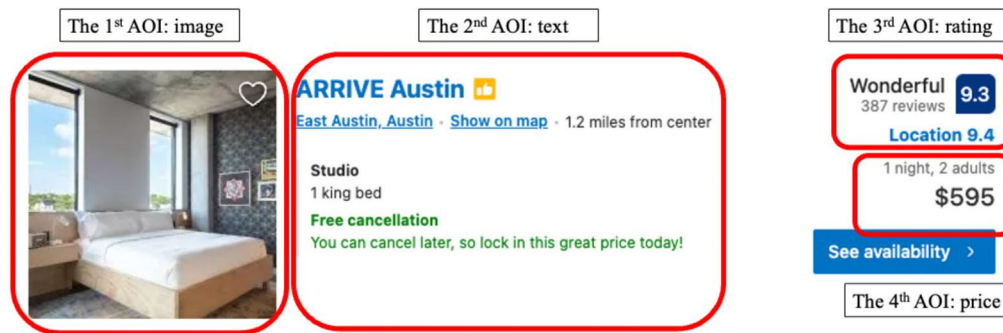 The 1st AOI: image
The 2nd AOI: text
The 3rd AOI: rating
ARRIVE Austin
East Austin, Austin · Show on map · 1.2 miles from center
Studio
1 king bed
Free cancellation
You can cancel later, so lock in this great price today!
Wonderful 9.3
387 reviews
Location 9.4
1 night, 2 adults
$595
See availability
The 4th AOI: price